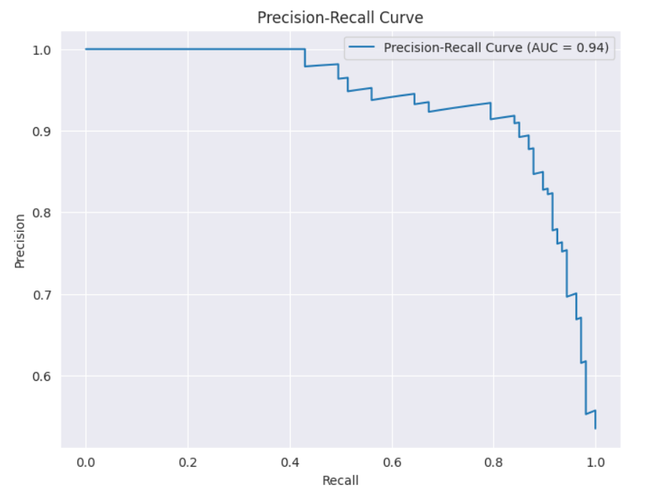 Precision-Recall Curve
Precision-Recall Curve (AUC = 0.94)
1.0
0.9
0.8
0.7
0.6
Precision
0.0 0.2 0.4 0.6 0.8 1.0
Recall